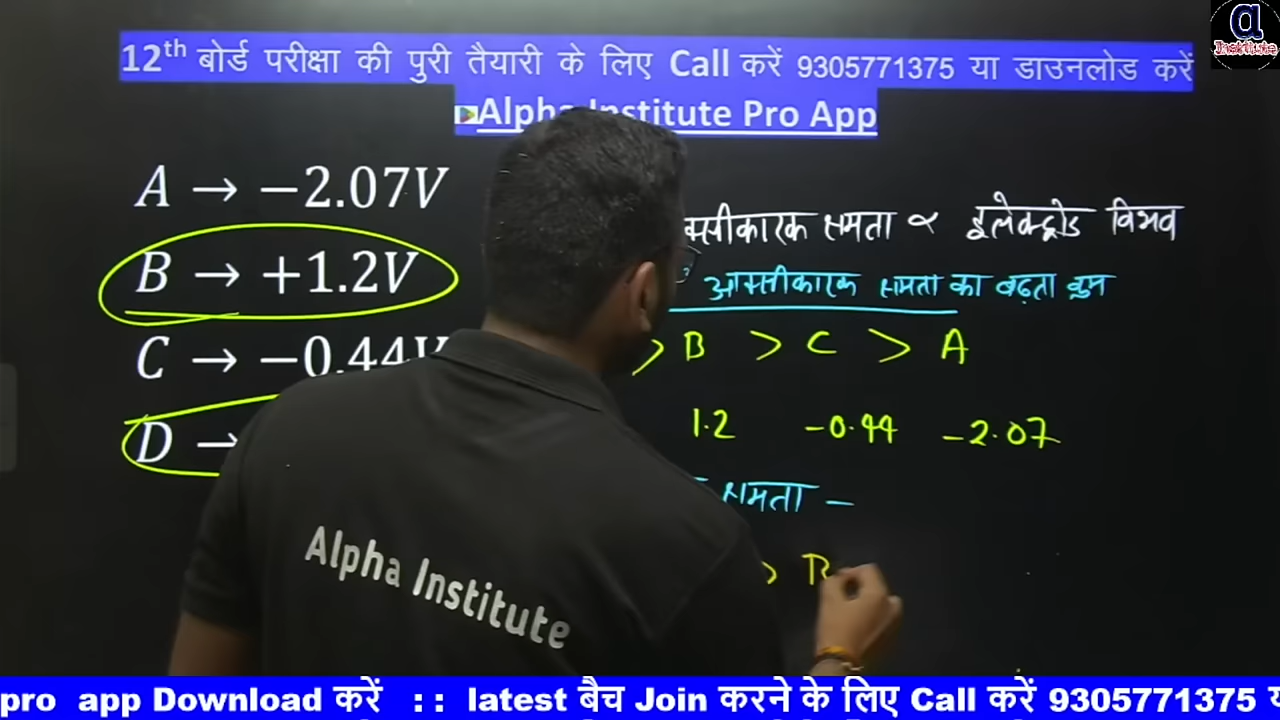 12th बोर्ड परीक्षा की पुरी तैयारी के लिए Call करें 9305771375 या डाउनलोड करें
Alpha Institute Pro App
α
Institute
A → −2.07V
B → +1.2V
C → −0.44V
D →
क्षमता ∝ इलेक्ट्रोड विभव
आक्सीकारक क्षमता का बढ़ता क्रम
> B > C > A
1.2 -0.44 -2.07
क्षमता -
> B
Alpha Institute
pro app Download करें :: latest बैच Join करने के लिए Call करें 9305771375